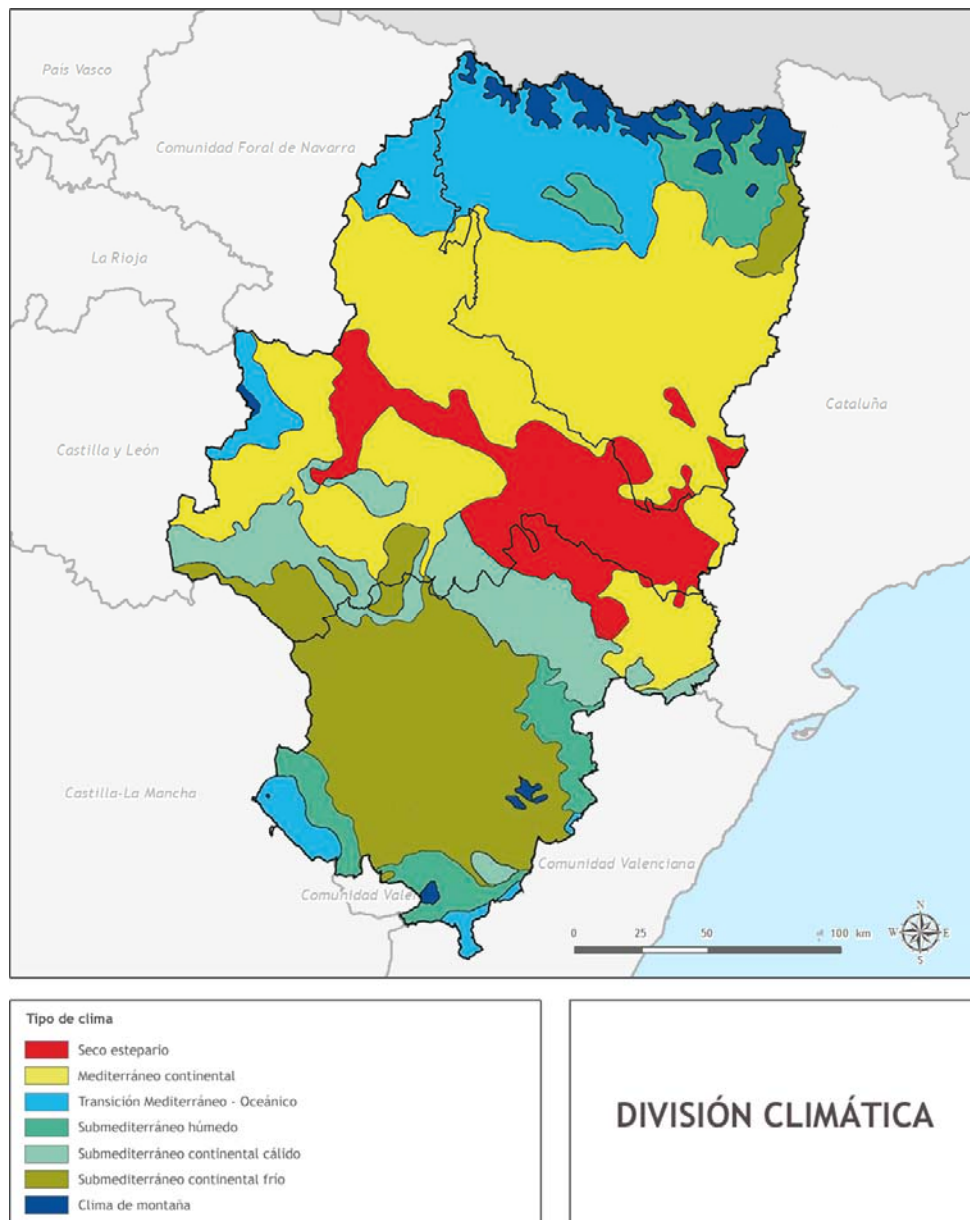 País Vasco
Comunidad Foral de Navarra
La Rioja
Cataluña
Castilla y León
Castilla-La Mancha
Comunidad Valenciana
Comunidad Valen
N
W E
S
0 25 50 100 km
Tipo de clima
Seco estepario
Mediterráneo continental
Transición Mediterráneo - Oceánico
Submediterráneo húmedo
Submediterráneo continental cálido
Submediterráneo continental frío
Clima de montaña
DIVISIÓN CLIMÁTICA